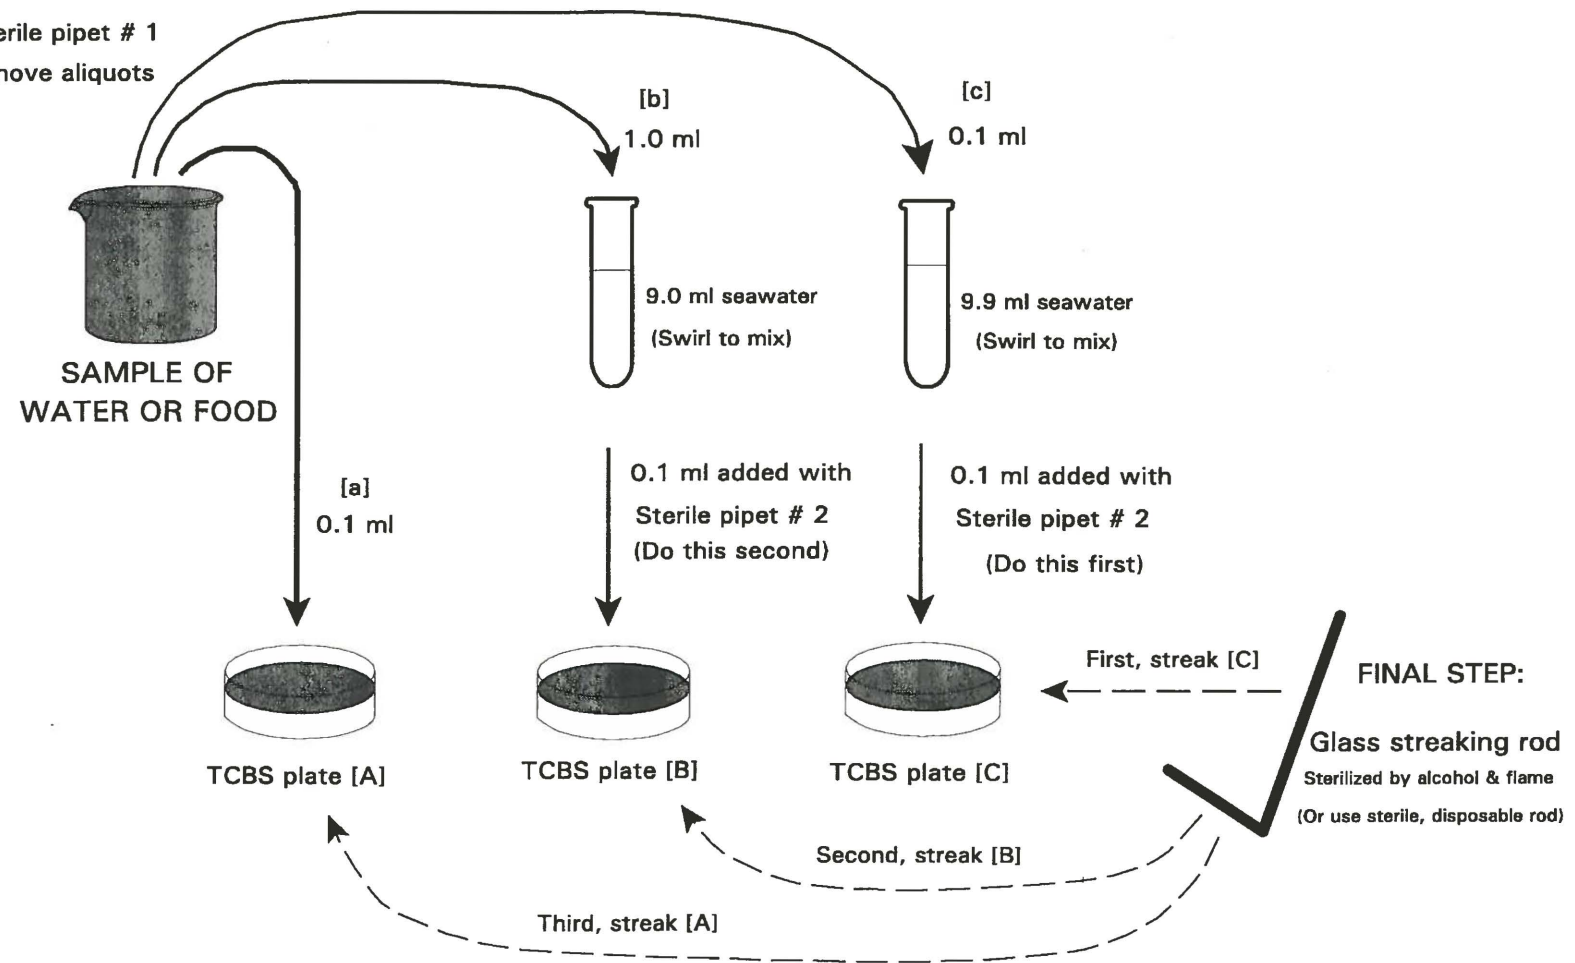 pipet # 1
aliquots
[b]
1.0 ml
[c]
0.1 ml
9.0 ml seawater
(Swirl to mix)
9.9 ml seawater
(Swirl to mix)
SAMPLE OF
WATER OR FOOD
[a]
0.1 ml
0.1 ml added with
Sterile pipet # 2
(Do this second)
0.1 ml added with
Sterile pipet # 2
(Do this first)
First, streak [C]
FINAL STEP:
Glass streaking rod
Sterilized by alcohol & flame
(Or use sterile, disposable rod)
TCBS plate [A]
TCBS plate [B]
TCBS plate [C]
Second, streak [B]
Third, streak [A]